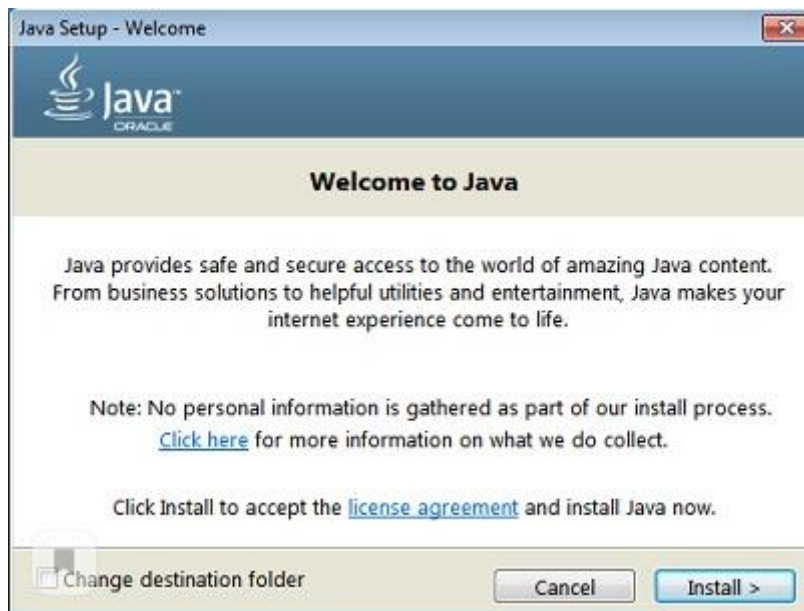 Java Setup - Welcome
Java™
ORACLE
Welcome to Java
Java provides safe and secure access to the world of amazing Java content.
From business solutions to helpful utilities and entertainment, Java makes your
internet experience come to life.
Note: No personal information is gathered as part of our install process.
Click here for more information on what we do collect.
Click Install to accept the license agreement and install Java now.
Change destination folder
Cancel
Install >